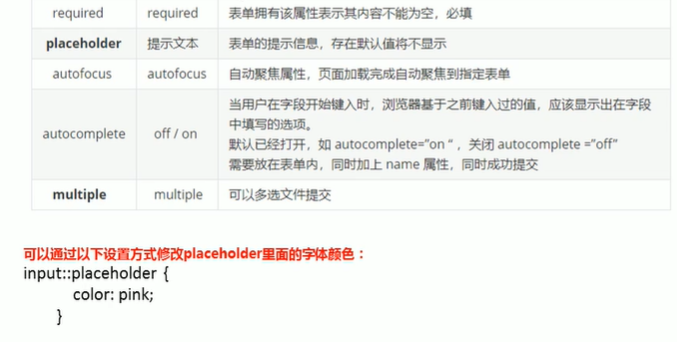 required required 表单拥有该属性表示其内容不能为空，必填
placeholder 提示文本 表单的提示信息，存在默认值将不显示
autofocus autofocus 自动聚焦属性，页面加载完成自动聚焦到指定表单
autocomplete off / on 当用户在字段开始键入时，浏览器基于之前键入过的值，应该显示出在字段
中填写的选项。
默认已经打开，如 autocomplete="on “ ，关闭 autocomplete ="off”
需要放在表单内，同时加上 name 属性，同时成功提交
multiple multiple 可以多选文件提交
可以通过以下设置方式修改placeholder里面的字体颜色：
input::placeholder {
color: pink;
}